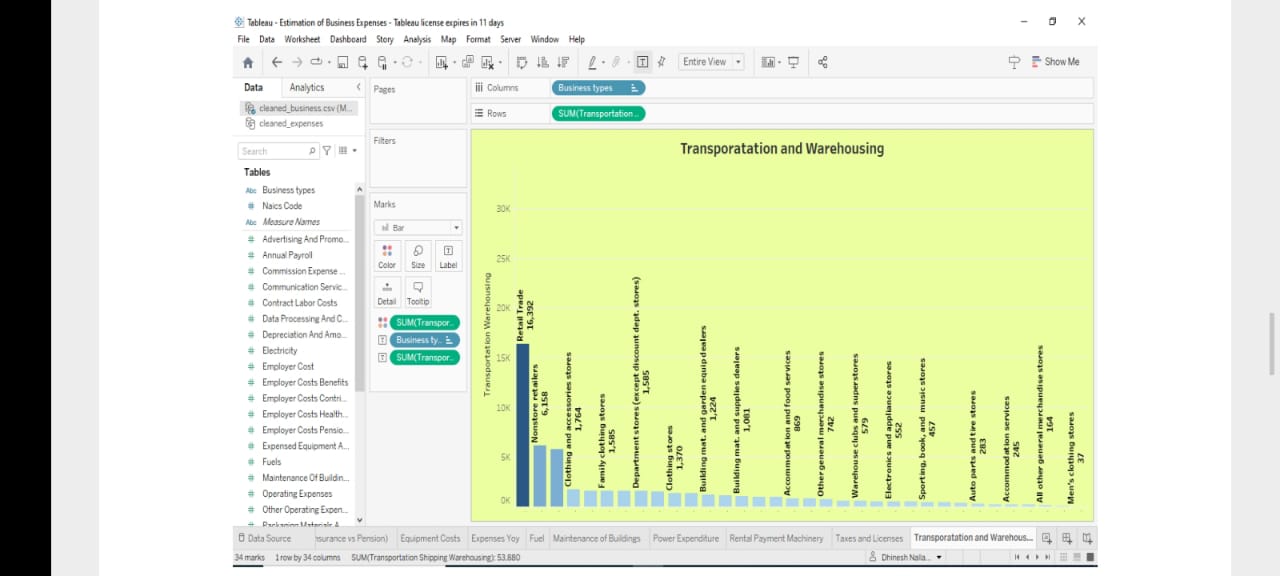 Tableau - Estimation of Business Expenses - Tableau license expires in 11 days
File Data Worksheet Dashboard Story Analysis Map Format Server Window Help
Entire View
Show Me
Data Analytics
Pages
Columns Business types
cleaned_business.csv (M...
cleaned_expenses
Rows SUM(Transportation ..
Filters
Search
Tables
Abc Business types
# Naics Code
Abc Measure Names
# Advertising And Promo...
# Annual Payroll
# Commission Expense ...
# Communication Servic...
# Contract Labor Costs
# Data Processing And C...
# Depreciation And Amo...
# Electricity
# Employer Cost
# Employer Costs Benefits
# Employer Costs Contri...
# Employer Costs Health...
# Employer Costs Pensio...
# Expensed Equipment A...
# Fuels
# Maintenance Of Buildin...
# Operating Expenses
# Other Operating Expen...
# Packaging Materials A...
Marks
Bar
Color Size Label
Detail Tooltip
SUM(Transpor..
Business ty..
SUM(Transpor..
Transporatation and Warehousing
Transportation Warehousing
30K
25K
20K
15K
10K
5K
0K
Retail Trade
16,392
Nonstore retailers
6,158
Clothing and accessories stores
1,764
Family clothing stores
1,585
Department stores (except discount dept. stores)
1,585
Clothing stores
1,370
Building mat. and garden equip dealers
1,224
Building mat. and supplies dealers
1,081
Accommodation and food services
869
Other general merchandise stores
742
Warehouse clubs and superstores
579
Electronics and appliance stores
552
Sporting, book, and music stores
457
Auto parts and tire stores
283
Accommodation services
245
All other general merchandise stores
164
Men's clothing stores
37
Data Source nsurance vs Pension) Equipment Costs Expenses Yoy Fuel Maintenance of Buildings Power Expenditure Rental Payment Machinery Taxes and Licenses Transporatation and Warehous...
34 marks 1 row by 34 columns SUM(Transportation Shipping Warehousing): 53,880
Dhinesh Naila...